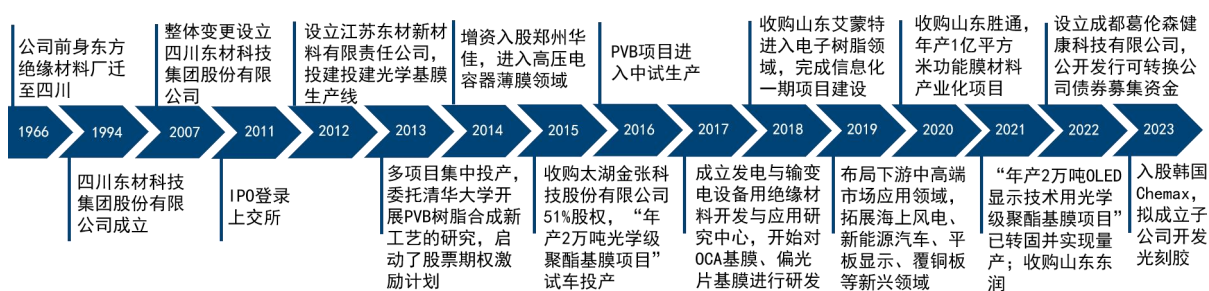 公司前身东方
绝缘材料厂迁
至四川
整体变更设立
四川东材科技
集团股份有限
公司
设立江苏东材新材
料有限责任公司,
投建投建光学基膜
生产线
增资入股郑州华
佳，进入高压电
容器薄膜领域
PVB项目进
入中试生产
收购山东艾蒙特
进入电子树脂领
域，完成信息化
一期项目建设
收购山东胜通，
年产1亿平方
米功能膜材料
产业化项目
设立成都葛伦森健
康科技有限公司，
公开发行可转换公
司债券募集资金
1966
1994
2007
2011
2012
2013
2014
2015
2016
2017
2018
2019
2020
2021
2022
2023
四川东材科技
集团股份有限
公司成立
IPO登录
上交所
多项目集中投产，
委托清华大学开
展PVB树脂合成新
工艺的研究，启
动了股票期权激
励计划
收购太湖金张科
技股份有限公司
51%股权，“年
产2万吨光学级
聚酯基膜项目”
试车投产
成立发电与输变
电设备用绝缘材
料开发与应用研
究中心，开始对
OCA基膜、偏光
片基膜进行研发
布局下游中高端
市场应用领域，
拓展海上风电、
新能源汽车、平
板显示、覆铜板
等新兴领域
“年产2万吨OLED
显示技术用光学
级聚酯基膜项目”
已转固并实现量
产；收购山东东
润
入股韩国
Chemax，
拟成立子
公司开发
光刻胶